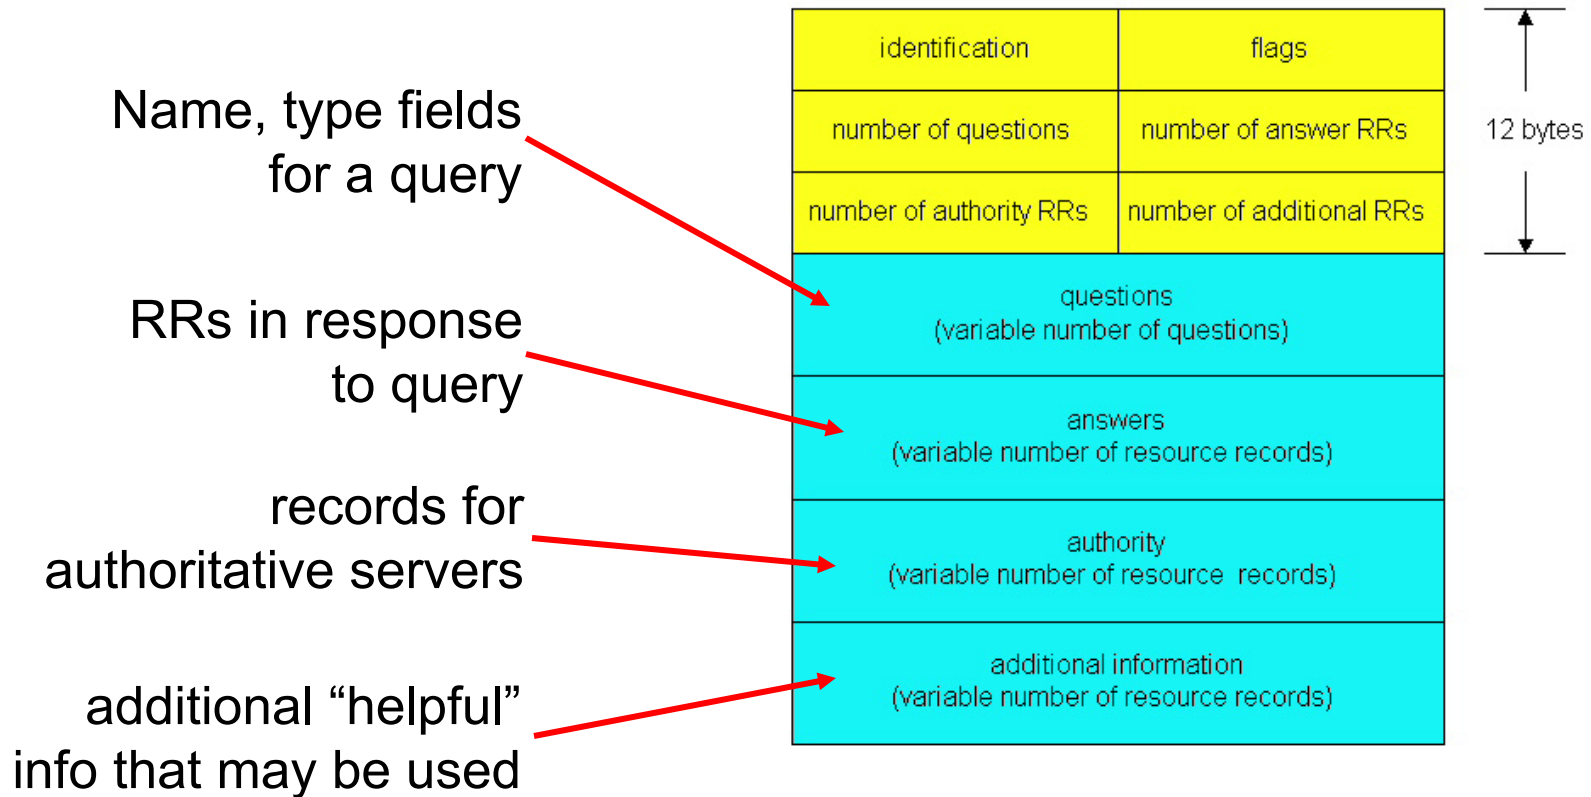 identification
flags
Name, type fields
for a query
number of questions
number of answer RRs
12 bytes
number of authority RRs
number of additional RRs
RRs in response
to query
questions
(variable number of questions)
answers
(variable number of resource records)
records for
authoritative servers
authority
(variable number of resource records)
additional “helpful”
info that may be used
additional information
(variable number of resource records)